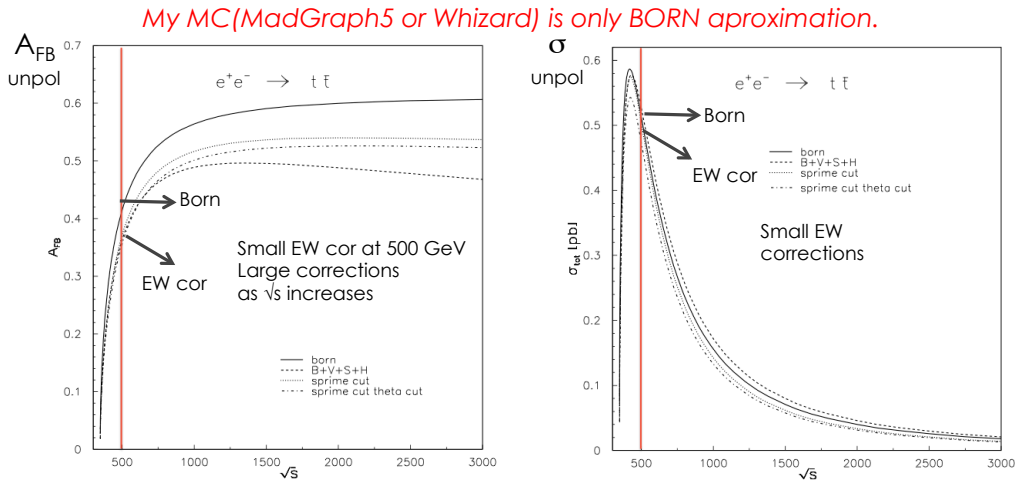 My MC(MadGraph5 or Whizard) is only BORN aproximation.
A_FB
unpol
e⁺e⁻ → t t̄
0.7
0.6
0.5
0.4
0.3
0.2
0.1
0
A_FB
Born
EW cor
Small EW cor at 500 GeV
Large corrections
as √s increases
born
B+V+S+H
sprime cut
sprime cut theta cut
500 1000 1500 2000 2500 3000
√s
σ
unpol
e⁺e⁻ → t t̄
0.6
0.5
0.4
0.3
0.2
0.1
0
σ_tot [pb]
Born
EW cor
born
B+V+S+H
sprime cut
sprime cut theta cut
Small EW
corrections
500 1000 1500 2000 2500 3000
√s